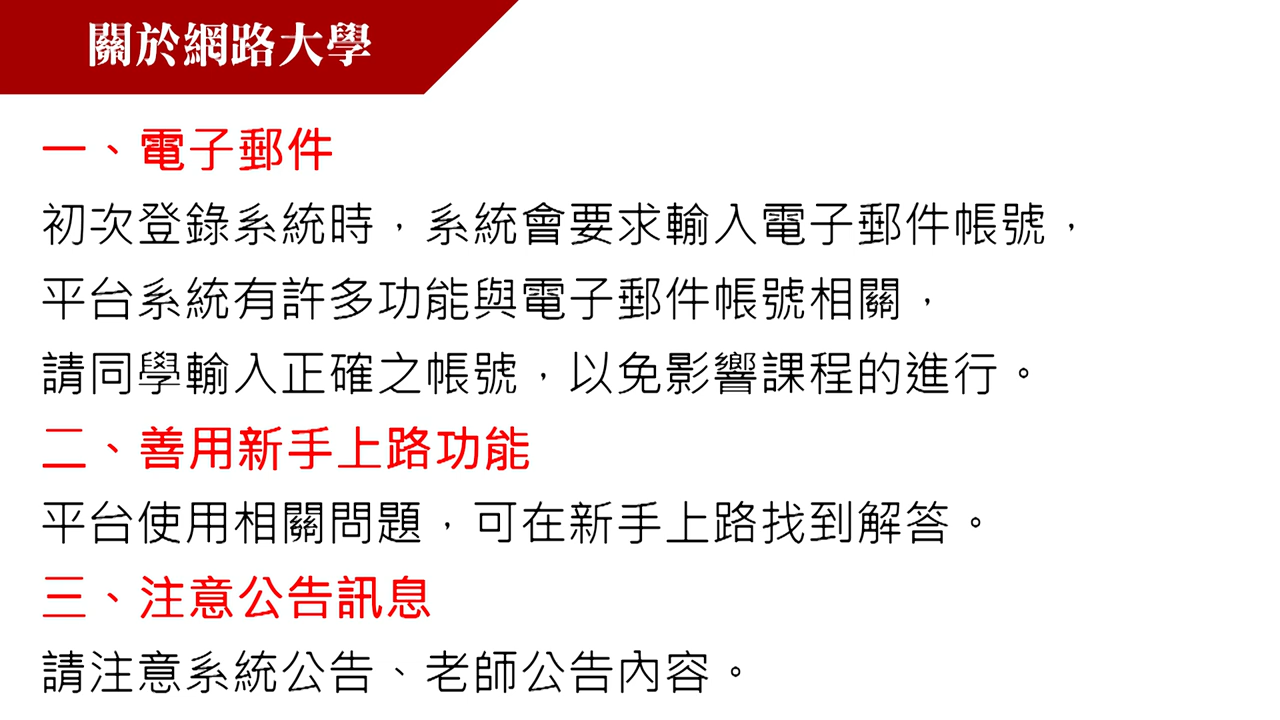 關於網路大學
一、電子郵件
初次登錄系統時，系統會要求輸入電子郵件帳號，
平台系統有許多功能與電子郵件帳號相關，
請同學輸入正確之帳號，以免影響課程的進行。
二、善用新手上路功能
平台使用相關問題，可在新手上路找到解答。
三、注意公告訊息
請注意系統公告、老師公告內容。